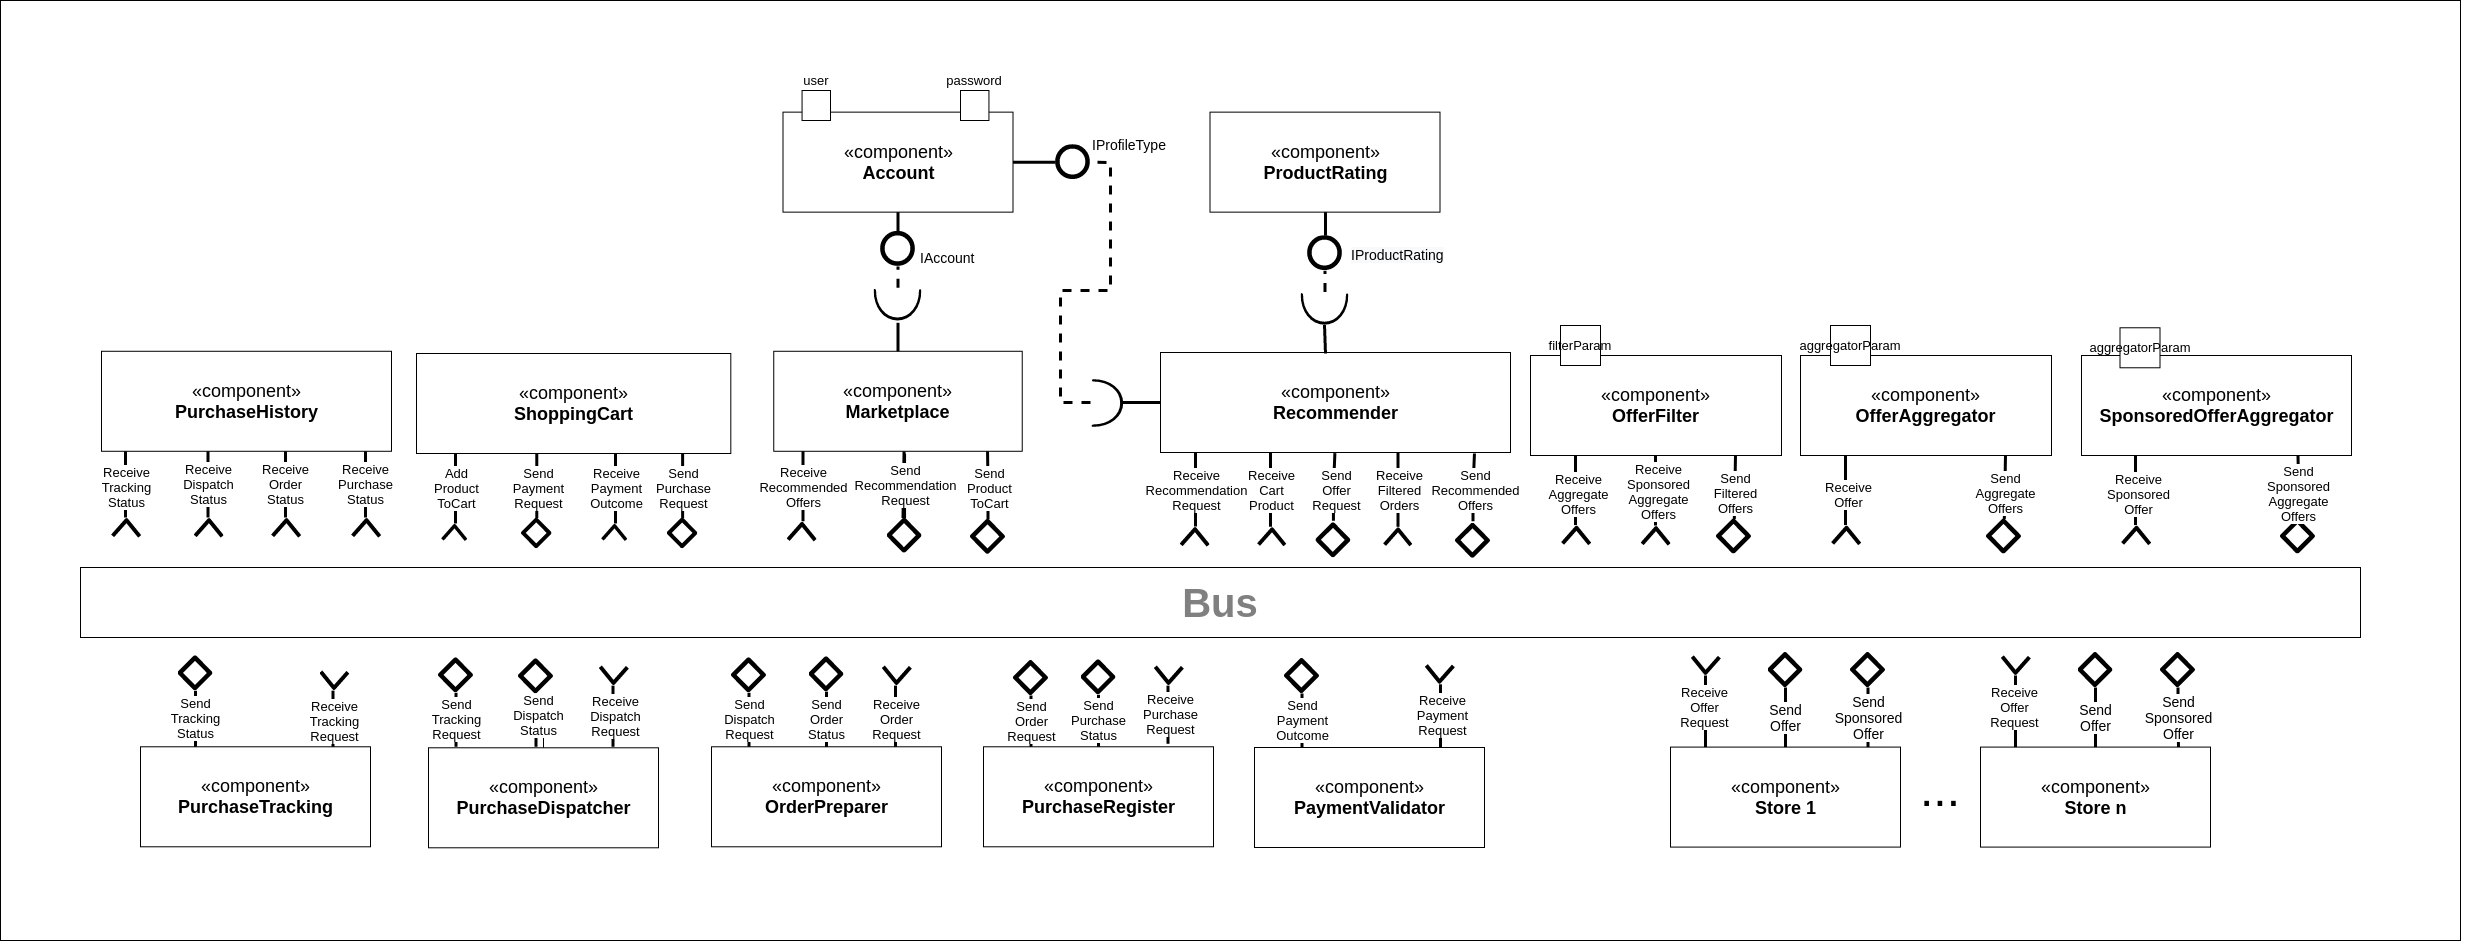 user
password
«component»
Account
IProfileType
IAccount
«component»
ProductRating
IProductRating
«component»
PurchaseHistory
Receive
Tracking
Status
Receive
Dispatch
Status
Receive
Order
Status
Receive
Purchase
Status
«component»
ShoppingCart
Add
Product
ToCart
Send
Payment
Request
Receive
Payment
Outcome
Send
Purchase
Request
«component»
Marketplace
Receive
Recommended
Offers
Send
Recommendation
Request
Send
Product
ToCart
«component»
Recommender
Receive
Recommendation
Request
Receive
Cart
Product
Send
Offer
Request
Receive
Filtered
Orders
Send
Recommended
Offers
filterParam
«component»
OfferFilter
Receive
Aggregate
Offers
Receive
Sponsored
Aggregate
Offers
Send
Filtered
Offers
aggregatorParam
«component»
OfferAggregator
Receive
Offer
Send
Aggregate
Offers
aggregatorParam
«component»
SponsoredOfferAggregator
Receive
Sponsored
Offer
Send
Sponsored
Aggregate
Offers
Bus
Send
Tracking
Status
Receive
Tracking
Request
«component»
PurchaseTracking
Send
Tracking
Request
Send
Dispatch
Status
Receive
Dispatch
Request
«component»
PurchaseDispatcher
Send
Dispatch
Request
Send
Order
Status
Receive
Order
Request
«component»
OrderPreparer
Send
Order
Request
Send
Purchase
Status
Receive
Purchase
Request
«component»
PurchaseRegister
Send
Payment
Outcome
Receive
Payment
Request
«component»
PaymentValidator
Receive
Offer
Request
Send
Offer
Send
Sponsored
Offer
«component»
Store 1
...
Receive
Offer
Request
Send
Offer
Send
Sponsored
Offer
«component»
Store n